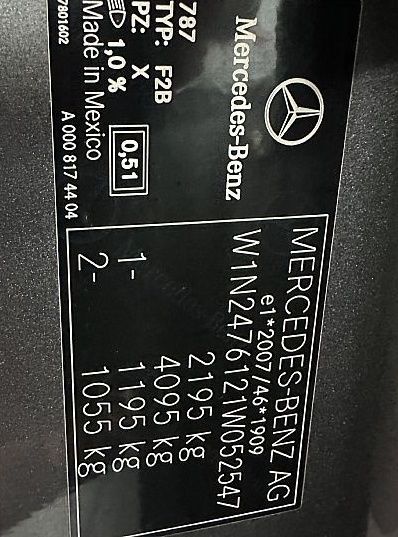 Mercedes-Benz
787
TYP: F2B
PZ: X
1,0 %
0,51
Made in Mexico
7801602
A 000 817 44 04
MERCEDES-BENZ AG
e1*2007/46*1909
W1N2476121W052547
2195 kg
4095 kg
1- 1195 kg
2- 1055 kg